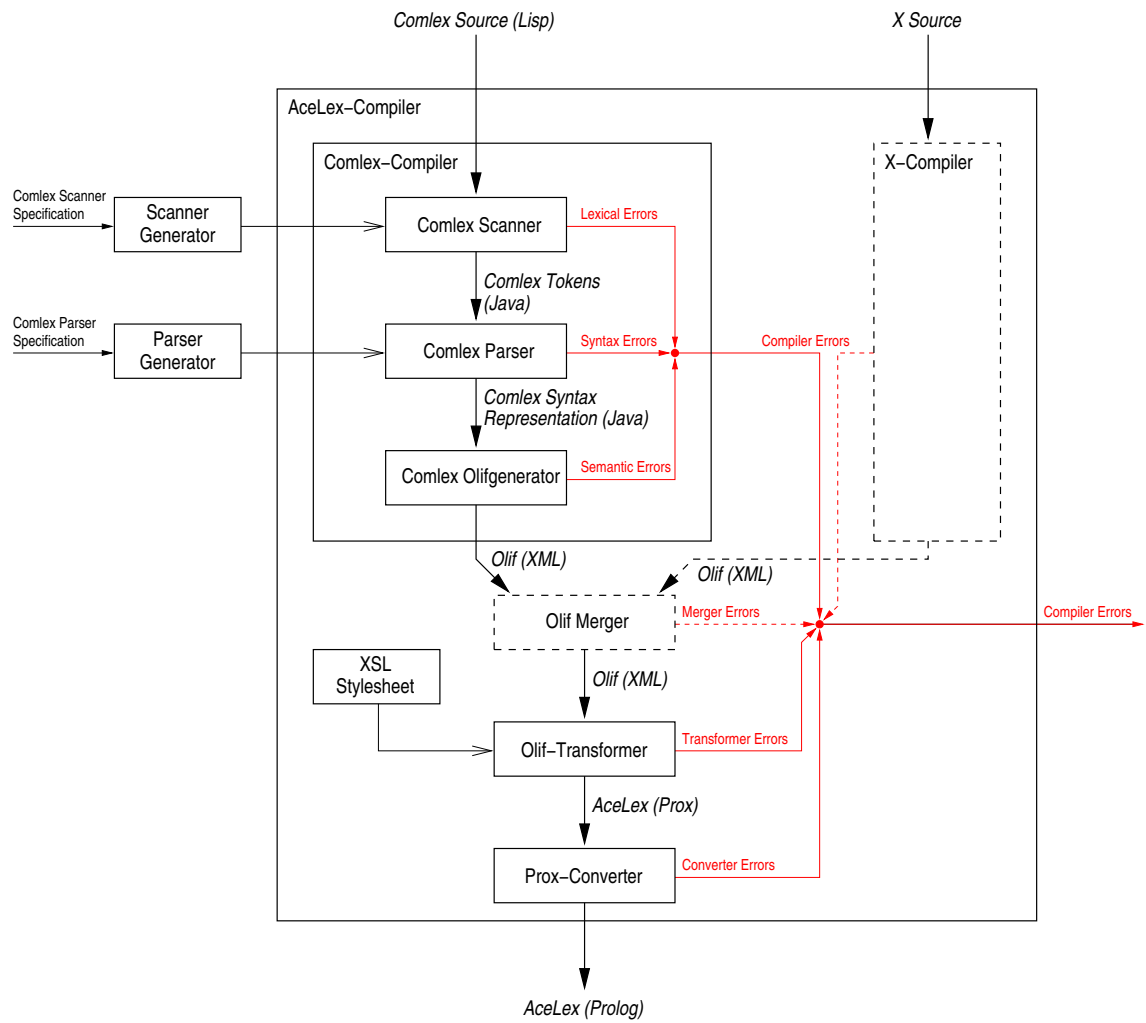 Comlex Source (Lisp)
X Source
AceLex–Compiler
Comlex–Compiler
X–Compiler
Comlex Scanner
Specification
Scanner
Generator
Comlex Scanner
Lexical Errors
Comlex Tokens
(Java)
Comlex Parser
Specification
Parser
Generator
Comlex Parser
Syntax Errors
Compiler Errors
Comlex Syntax
Representation (Java)
Comlex Olifgenerator
Semantic Errors
Olif (XML)
Olif (XML)
Olif Merger
Merger Errors
Compiler Errors
XSL
Stylesheet
Olif (XML)
Olif–Transformer
Transformer Errors
AceLex (Prox)
Prox–Converter
Converter Errors
AceLex (Prolog)